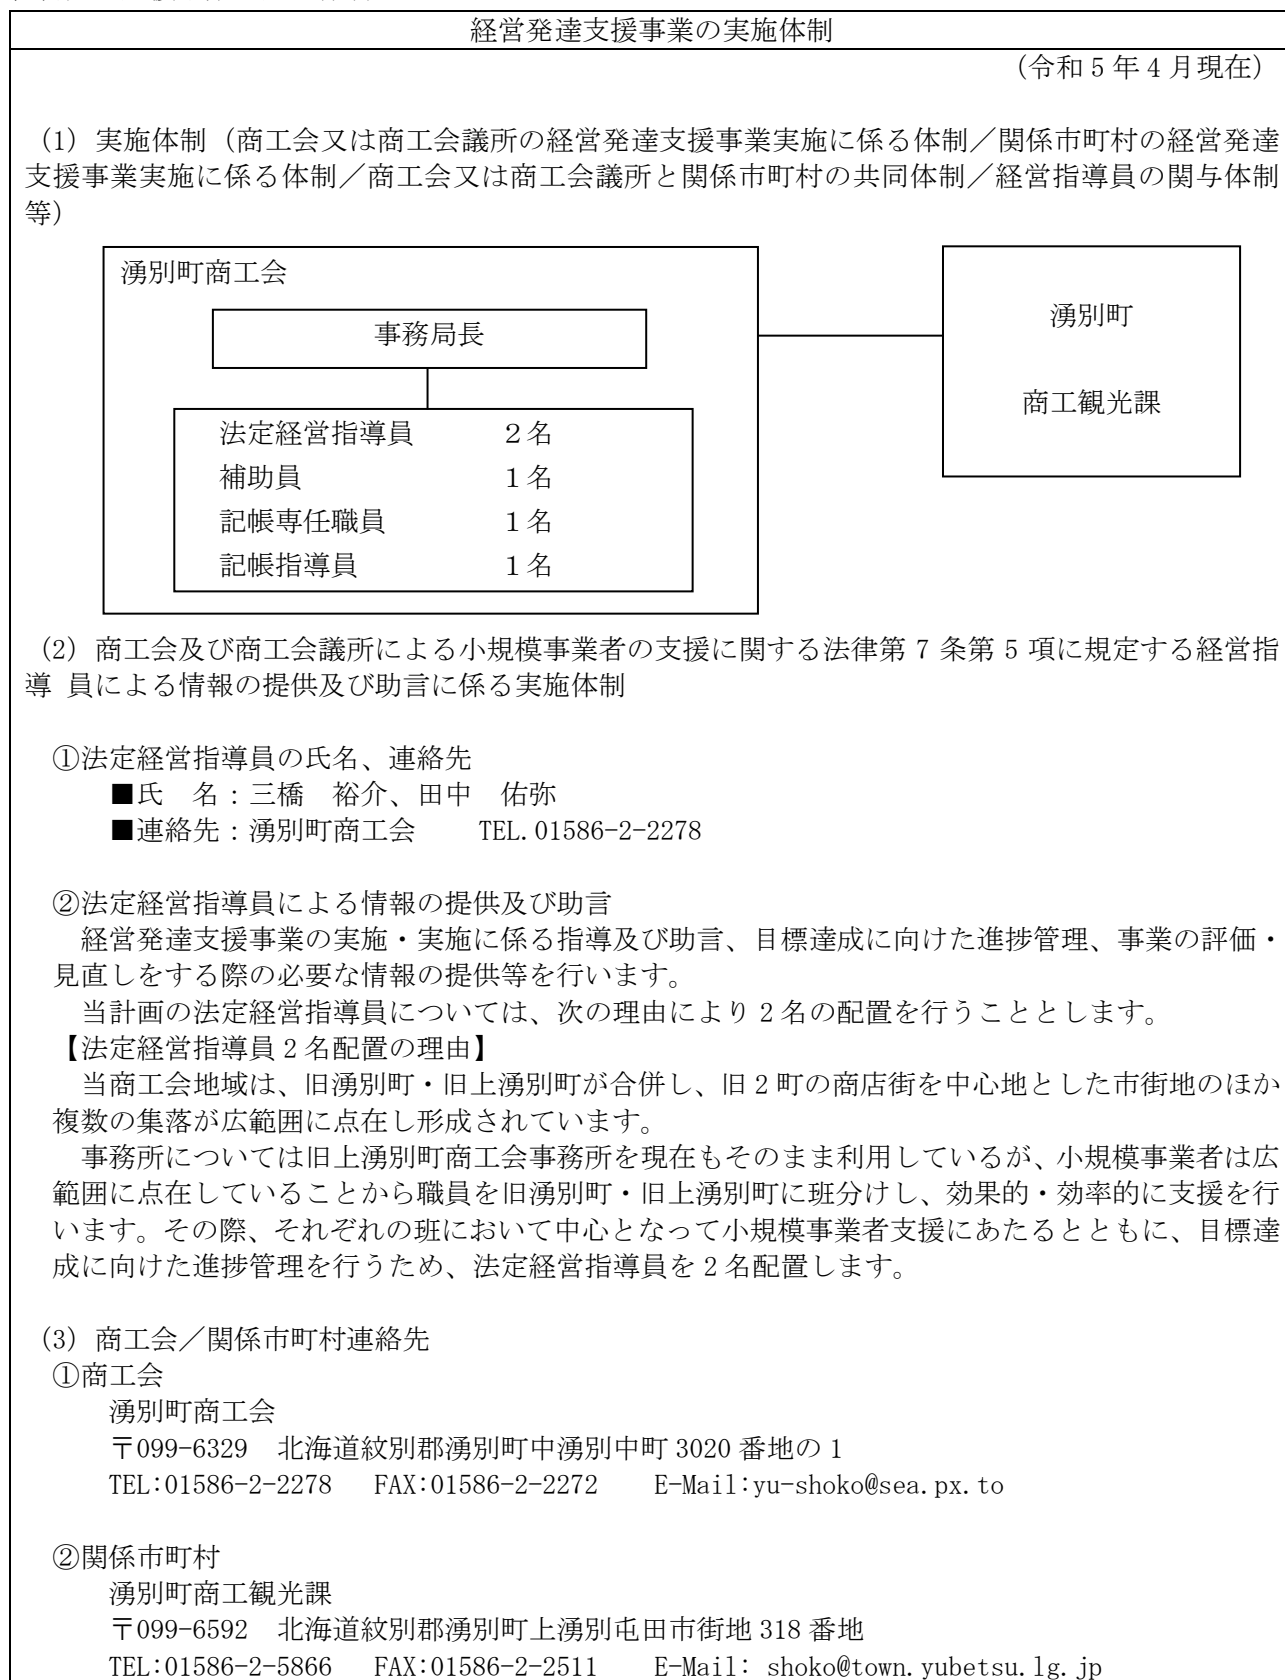 経営発達支援事業の実施体制
（令和５年４月現在）
（1）実施体制（商工会又は商工会議所の経営発達支援事業実施に係る体制／関係市町村の経営発達
支援事業実施に係る体制／商工会又は商工会議所と関係市町村の共同体制／経営指導員の関与体制
等）
湧別町商工会
事務局長
法定経営指導員　２名
補助員　１名
記帳専任職員　１名
記帳指導員　１名
湧別町
商工観光課
（2）商工会及び商工会議所による小規模事業者の支援に関する法律第７条第５項に規定する経営指
導 員による情報の提供及び助言に係る実施体制
①法定経営指導員の氏名、連絡先
■氏　名：三橋　裕介、田中　佑弥
■連絡先：湧別町商工会　TEL.01586-2-2278
②法定経営指導員による情報の提供及び助言
経営発達支援事業の実施・実施に係る指導及び助言、目標達成に向けた進捗管理、事業の評価・
見直しをする際の必要な情報の提供等を行います。
当計画の法定経営指導員については、次の理由により２名の配置を行うこととします。
【法定経営指導員２名配置の理由】
当商工会地域は、旧湧別町・旧上湧別町が合併し、旧２町の商店街を中心地とした市街地のほか
複数の集落が広範囲に点在し形成されています。
事務所については旧上湧別町商工会事務所を現在もそのまま利用しているが、小規模事業者は広
範囲に点在していることから職員を旧湧別町・旧上湧別町に班分けし、効果的・効率的に支援を行
います。その際、それぞれの班において中心となって小規模事業者支援にあたるとともに、目標達
成に向けた進捗管理を行うため、法定経営指導員を２名配置します。
（3）商工会／関係市町村連絡先
①商工会
湧別町商工会
〒099-6329　北海道紋別郡湧別町中湧別中町 3020 番地の 1
TEL:01586-2-2278　FAX:01586-2-2272　E-Mail:yu-shoko@sea.px.to
②関係市町村
湧別町商工観光課
〒099-6592　北海道紋別郡湧別町上湧別屯田市街地 318 番地
TEL:01586-2-5866　FAX:01586-2-2511　E-Mail: shoko@town.yubetsu.lg.jp